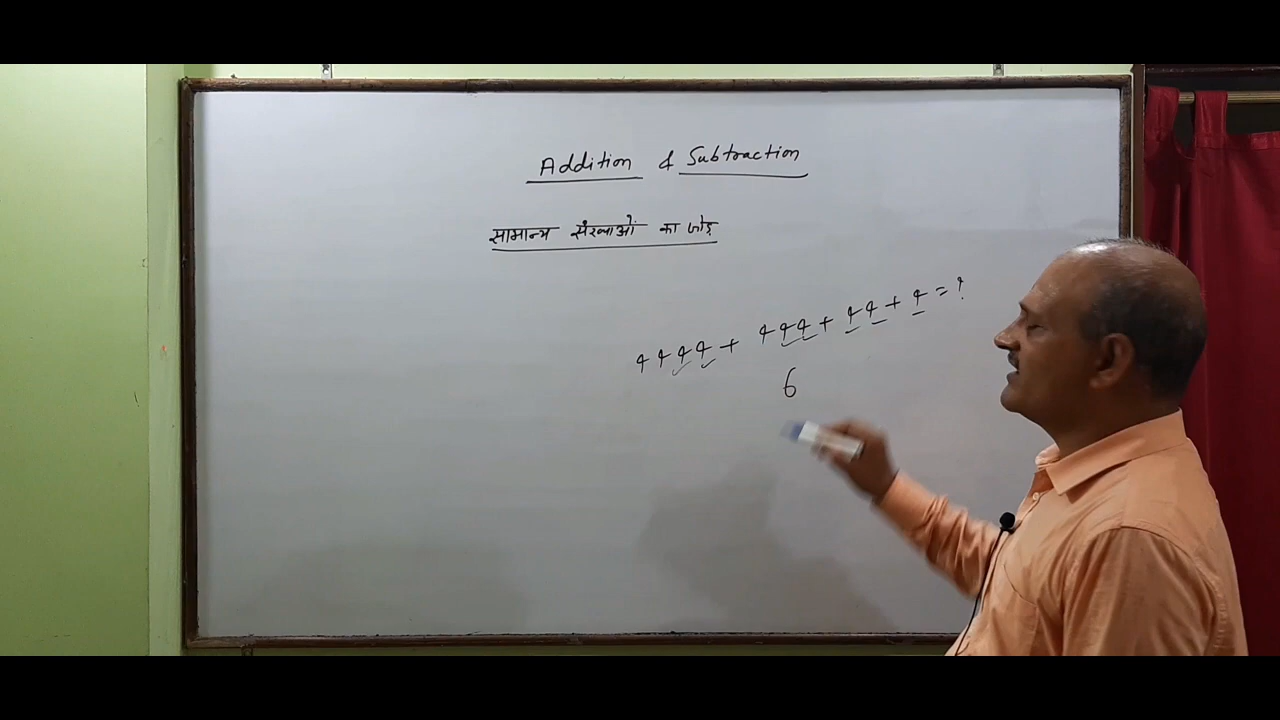 Addition & Subtraction
सामान्य संख्याओं का जोड़
4444 + 444 + 44 + 4 = ?
6